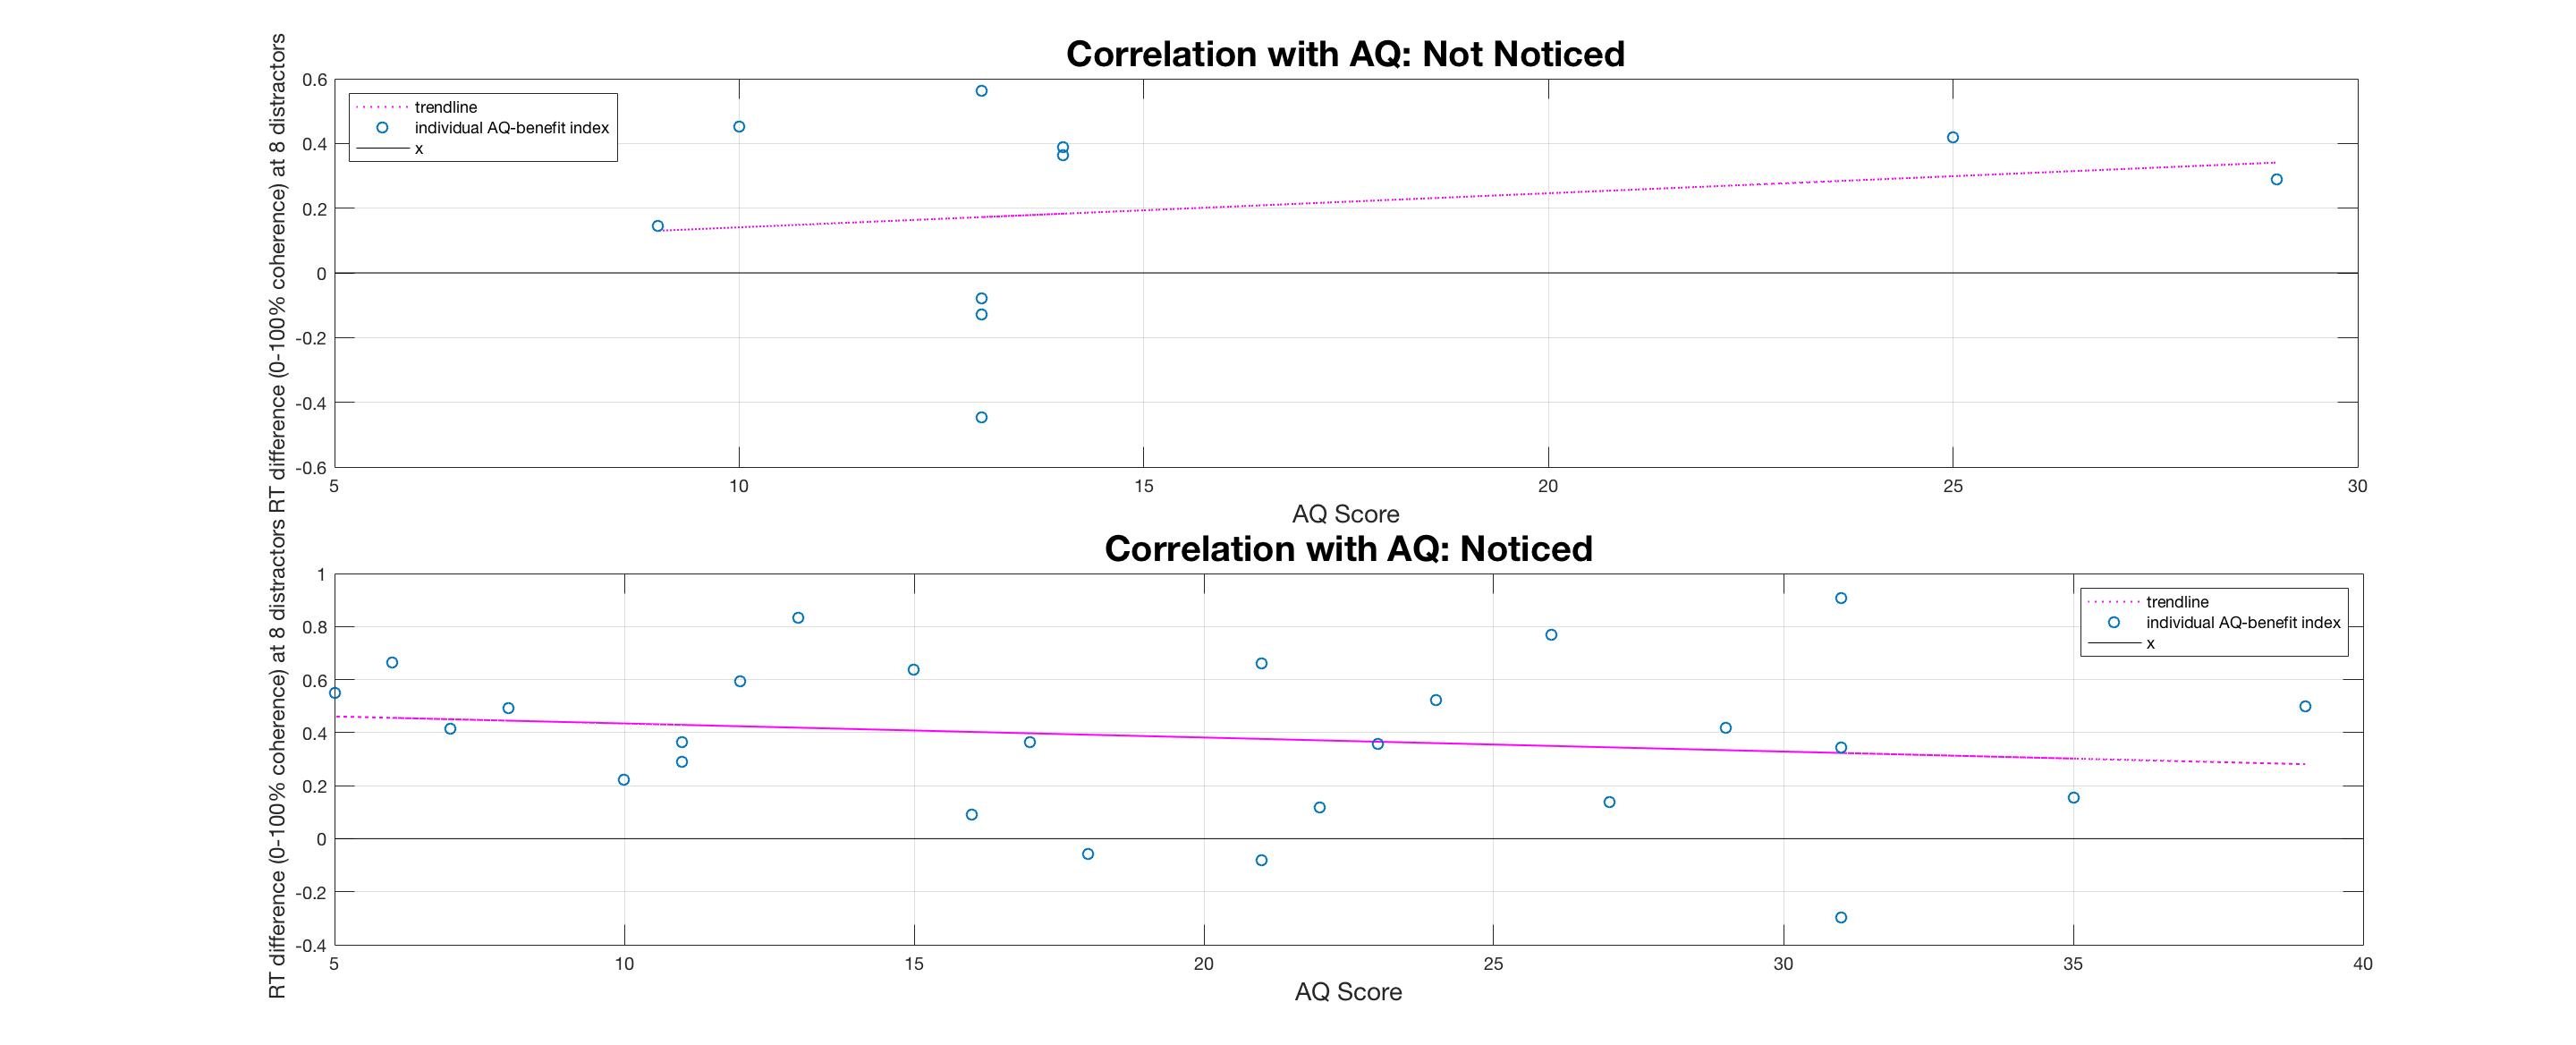 Correlation with AQ: Not Noticed
RT difference (0-100% coherence) at 8 distractors
0.6
0.4
0.2
0
-0.2
-0.4
-0.6
trendline
individual AQ-benefit index
x
5
10
15
20
25
30
AQ Score
Correlation with AQ: Noticed
RT difference (0-100% coherence) at 8 distractors
1
0.8
0.6
0.4
0.2
0
-0.2
-0.4
trendline
individual AQ-benefit index
x
5
10
15
20
25
30
35
40
AQ Score